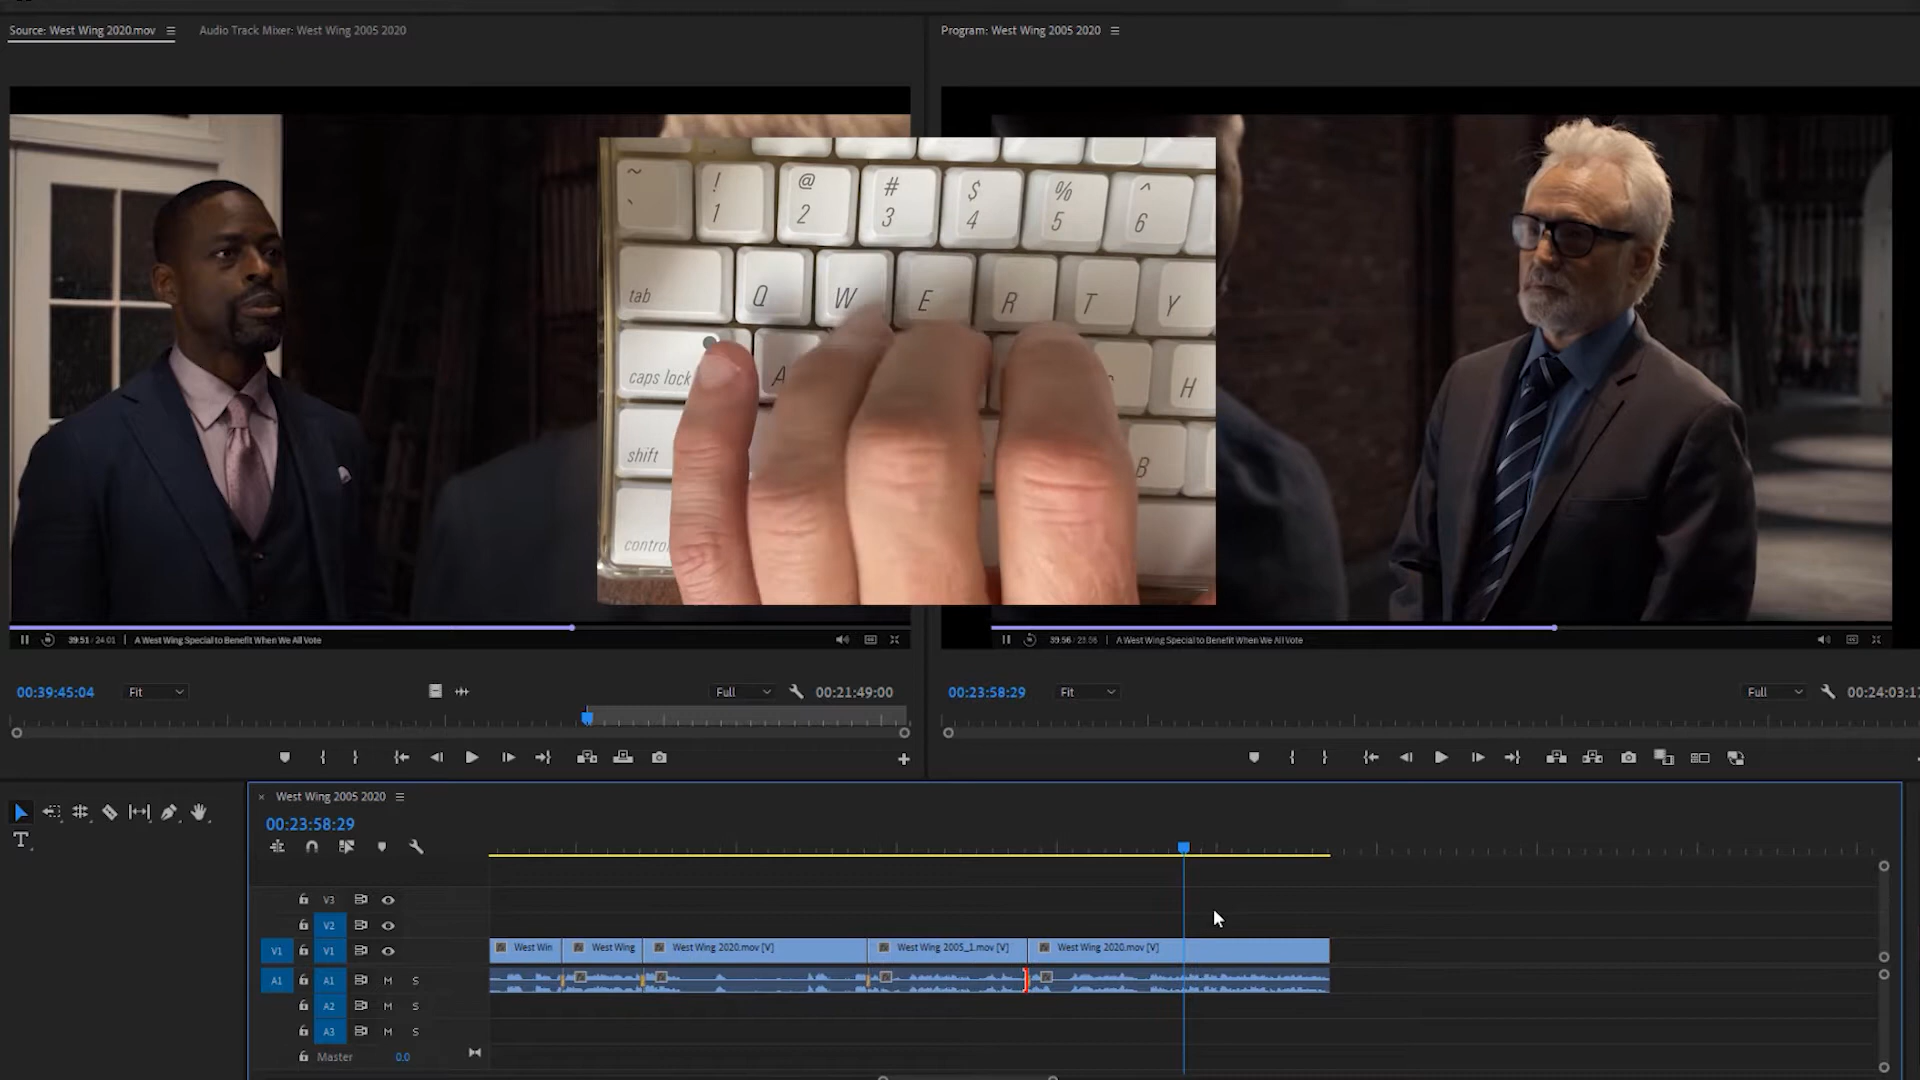 Source: West Wing 2020.mov
Audio Track Mixer: West Wing 2005 2020
Program: West Wing 2005 2020
~
`
!
1
@
2
#
3
$
4
%
5
^
6
tab
Q
W
E
R
T
Y
caps lock
A
H
shift
B
39:51 / 24:01 | A West Wing Special to Benefit When We All Vote
39:56 / 23:56 | A West Wing Special to Benefit When We All Vote
00:39:45:04
Fit
Full
00:21:49:00
00:23:58:29
Fit
Full
× West Wing 2005 2020
00:23:58:29
T
V3
V2
V1 V1
West Win
West Wing
West Wing 2020.mov [V]
West Wing 2005_1.mov [V]
West Wing 2020.mov [V]
A1 A1 M S
A2 M S
A3 M S
Master 0.0